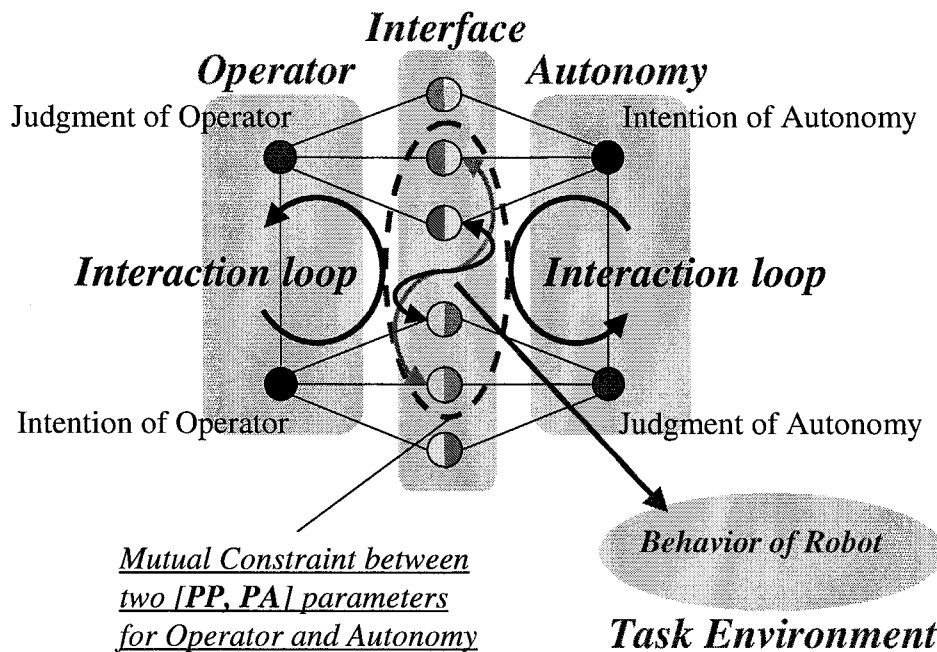 Interface
Operator
Autonomy
Judgment of Operator
Intention of Autonomy
Interaction loop
Interaction loop
Intention of Operator
Judgment of Autonomy
Mutual Constraint between
two [PP, PA] parameters
for Operator and Autonomy
Behavior of Robot
Task Environment